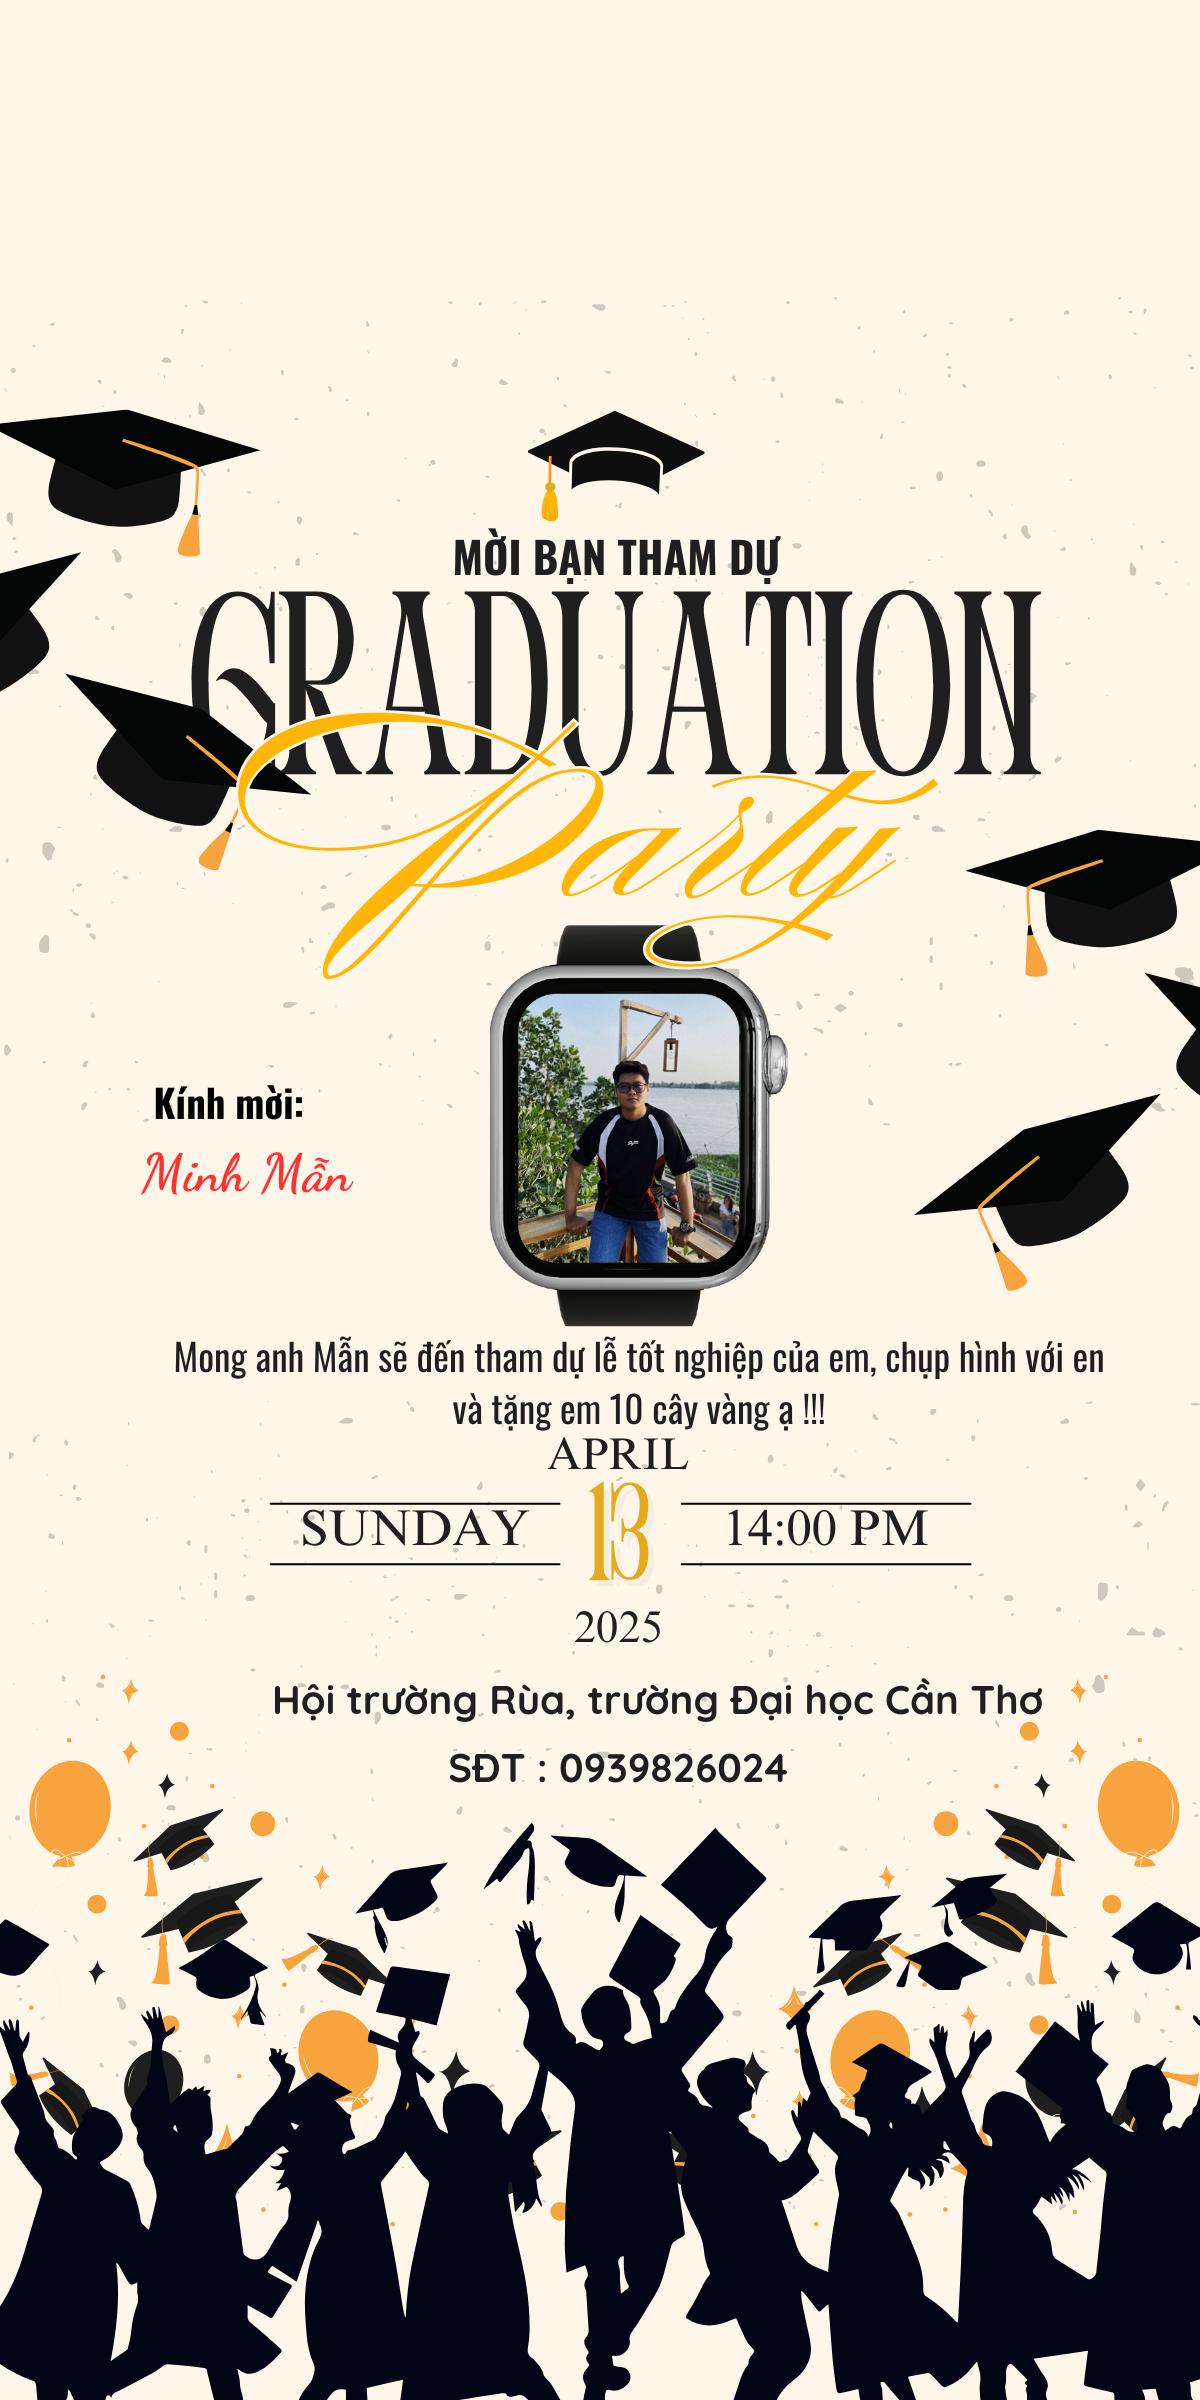 MỜI BẠN THAM DỰ
GRADUATION
Party
Kính mời:
Minh Mẫn
Mong anh Mẫn sẽ đến tham dự lễ tốt nghiệp của em, chụp hình với en
và tặng em 10 cây vàng ạ !!!
APRIL
SUNDAY 13 14:00 PM
2025
Hội trường Rùa, trường Đại học Cần Thơ
SĐT : 0939826024